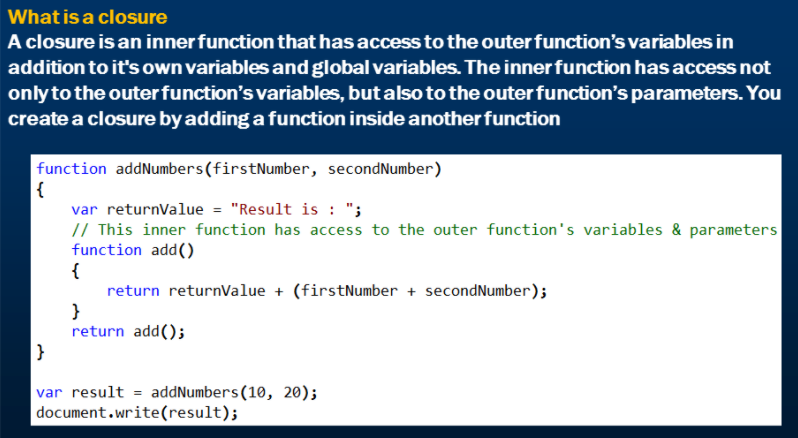 What is a closure
A closure is an inner function that has access to the outer function's variables in
addition to it's own variables and global variables. The inner function has access not
only to the outer function's variables, but also to the outer function's parameters. You
create a closure by adding a function inside another function
function addNumbers(firstNumber, secondNumber)
{
    var returnValue = "Result is : ";
    // This inner function has access to the outer function's variables & parameters
    function add()
    {
        return returnValue + (firstNumber + secondNumber);
    }
    return add();
}
var result = addNumbers(10, 20);
document.write(result);